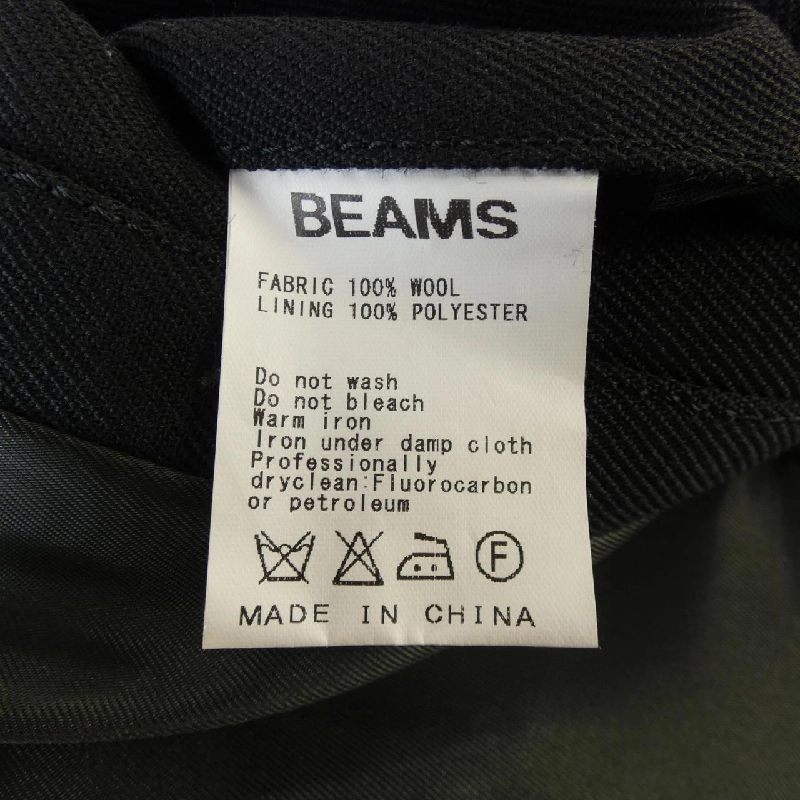 BEAMS
FABRIC 100% WOOL
LINING 100% POLYESTER
Do not wash
Do not bleach
Warm iron
Iron under damp cloth
Professionally
dryclean:Fluorocarbon
or petroleum
F
MADE IN CHINA